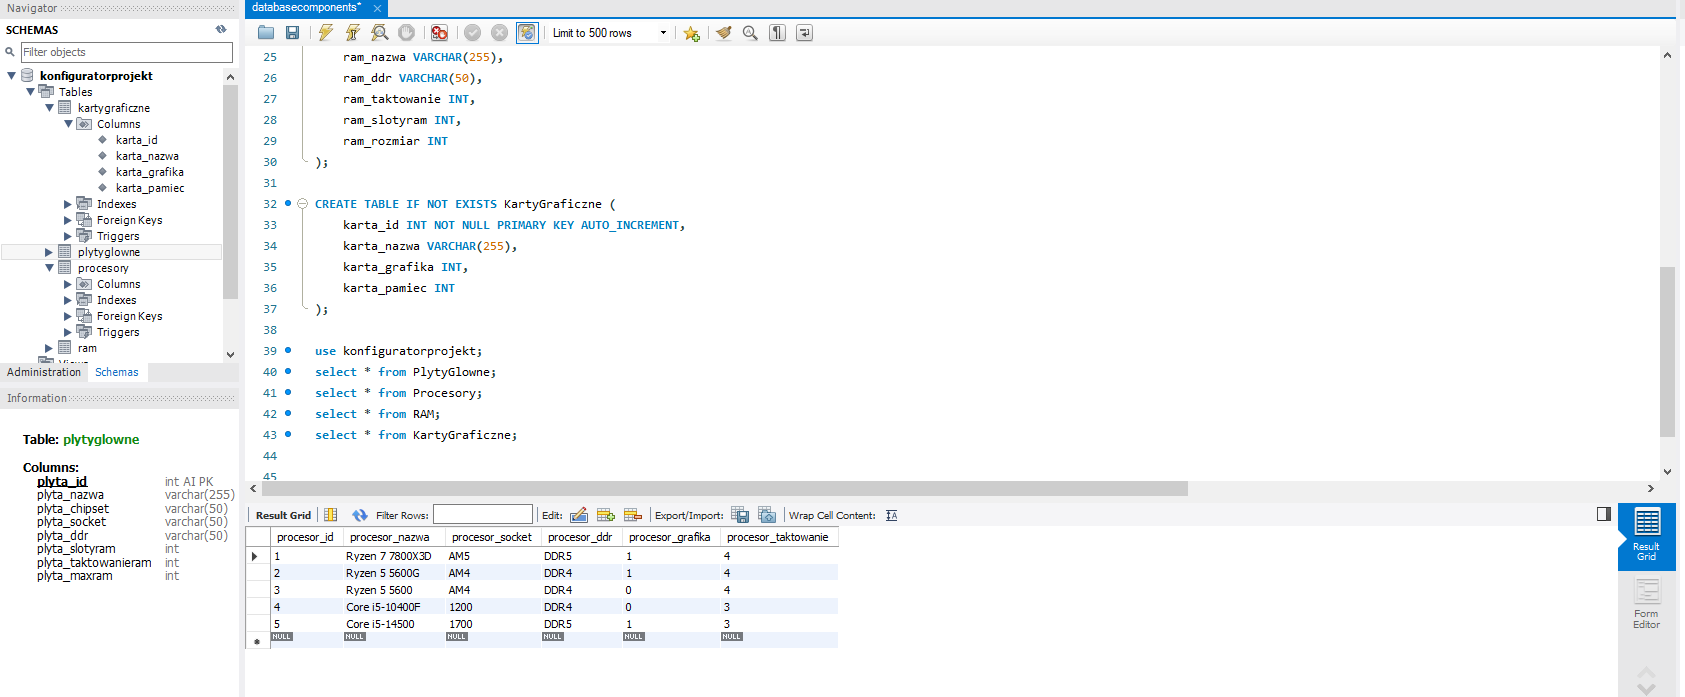 Navigator
SCHEMAS
Filter objects
konfiguratorprojekt
Tables
kartygraficzne
Columns
karta_id
karta_nazwa
karta_grafika
karta_pamiec
Indexes
Foreign Keys
Triggers
plytyglowne
procesory
Columns
Indexes
Foreign Keys
Triggers
ram
Views
Administration Schemas
Information
Table: plytyglowne
Columns:
plyta_id int AI PK
plyta_nazwa varchar(255)
plyta_chipset varchar(50)
plyta_socket varchar(50)
plyta_ddr varchar(50)
plyta_slotyram int
plyta_taktowanieram int
plyta_maxram int
databasecomponents*
Limit to 500 rows
25 ram_nazwa VARCHAR(255),
26 ram_ddr VARCHAR(50),
27 ram_taktowanie INT,
28 ram_slotyram INT,
29 ram_rozmiar INT
30 );
31
32 CREATE TABLE IF NOT EXISTS KartyGraficzne (
33 karta_id INT NOT NULL PRIMARY KEY AUTO_INCREMENT,
34 karta_nazwa VARCHAR(255),
35 karta_grafika INT,
36 karta_pamiec INT
37 );
38
39 use konfiguratorprojekt;
40 select * from PlytyGlowne;
41 select * from Procesory;
42 select * from RAM;
43 select * from KartyGraficzne;
44
45
Result Grid Filter Rows: Edit: Export/Import: Wrap Cell Content:
procesor_id procesor_nazwa procesor_socket procesor_ddr procesor_grafika procesor_taktowanie
1 Ryzen 7 7800X3D AM5 DDR5 1 4
2 Ryzen 5 5600G AM4 DDR4 1 4
3 Ryzen 5 5600 AM4 DDR4 0 4
4 Core i5-10400F 1200 DDR4 0 3
5 Core i5-14500 1700 DDR5 1 3
NULL NULL NULL NULL NULL NULL
Result
Grid
Form
Editor